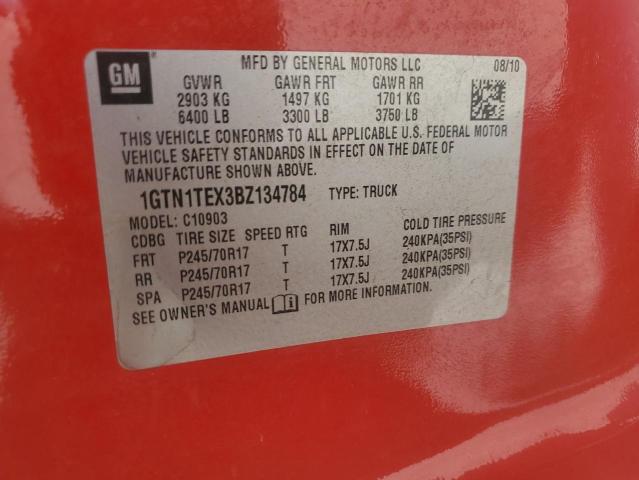 GM
MFD BY GENERAL MOTORS LLC 08/10
GVWR GAWR FRT GAWR RR
2903 KG 1497 KG 1701 KG
6400 LB 3300 LB 3750 LB
THIS VEHICLE CONFORMS TO ALL APPLICABLE U.S. FEDERAL MOTOR
VEHICLE SAFETY STANDARDS IN EFFECT ON THE DATE OF
MANUFACTURE SHOWN ABOVE.
1GTN1TEX3BZ134784 TYPE: TRUCK
MODEL: C10903
CDBG TIRE SIZE SPEED RTG RIM COLD TIRE PRESSURE
FRT P245/70R17 T 17X7.5J 240KPA(35PSI)
RR P245/70R17 T 17X7.5J 240KPA(35PSI)
SPA P245/70R17 T 17X7.5J 240KPA(35PSI)
SEE OWNER'S MANUAL FOR MORE INFORMATION.